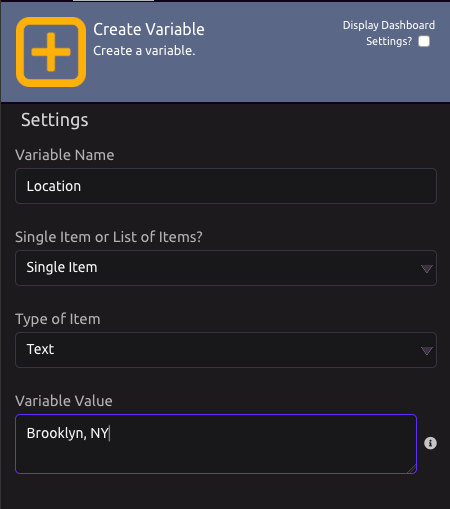 Create Variable
Create a variable.
Display Dashboard
Settings?
Settings
Variable Name
Location
Single Item or List of Items?
Single Item
Type of Item
Text
Variable Value
Brooklyn, NY